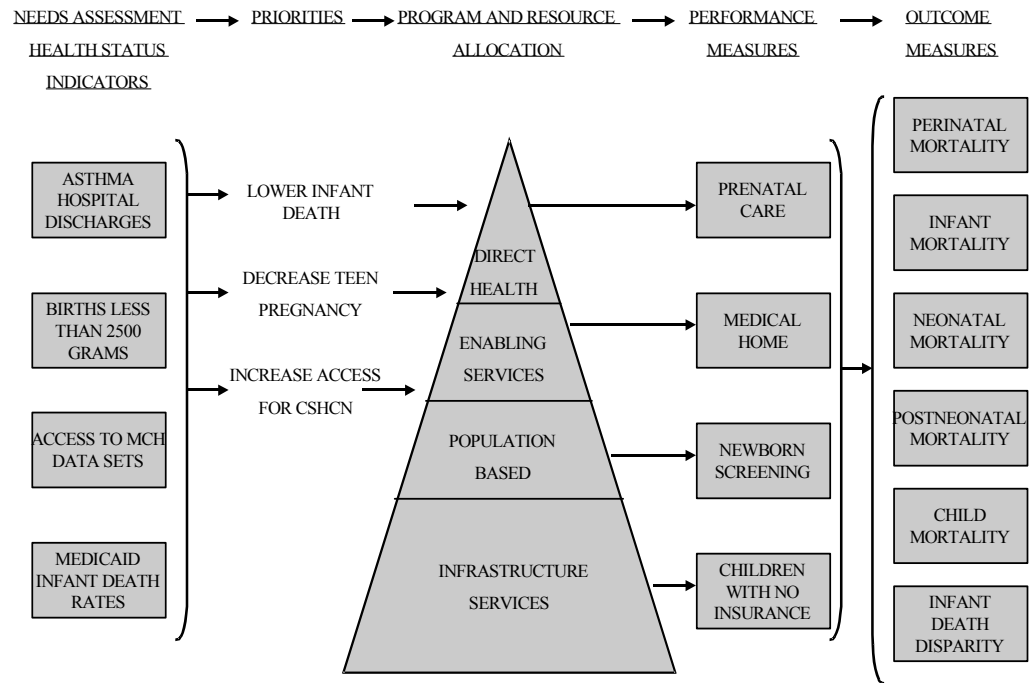 NEEDS ASSESSMENT
HEALTH STATUS
INDICATORS
PRIORITIES
PROGRAM AND RESOURCE
ALLOCATION
PERFORMANCE
MEASURES
OUTCOME
MEASURES
ASTHMA
HOSPITAL
DISCHARGES
BIRTHS LESS
THAN 2500
GRAMS
ACCESS TO MCH
DATA SETS
MEDICAID
INFANT DEATH
RATES
LOWER INFANT
DEATH
DECREASE TEEN
PREGNANCY
INCREASE ACCESS
FOR CSHCN
DIRECT
HEALTH
ENABLING
SERVICES
POPULATION
BASED
INFRASTRUCTURE
SERVICES
PRENATAL
CARE
MEDICAL
HOME
NEWBORN
SCREENING
CHILDREN
WITH NO
INSURANCE
PERINATAL
MORTALITY
INFANT
MORTALITY
NEONATAL
MORTALITY
POSTNEONATAL
MORTALITY
CHILD
MORTALITY
INFANT
DEATH
DISPARITY